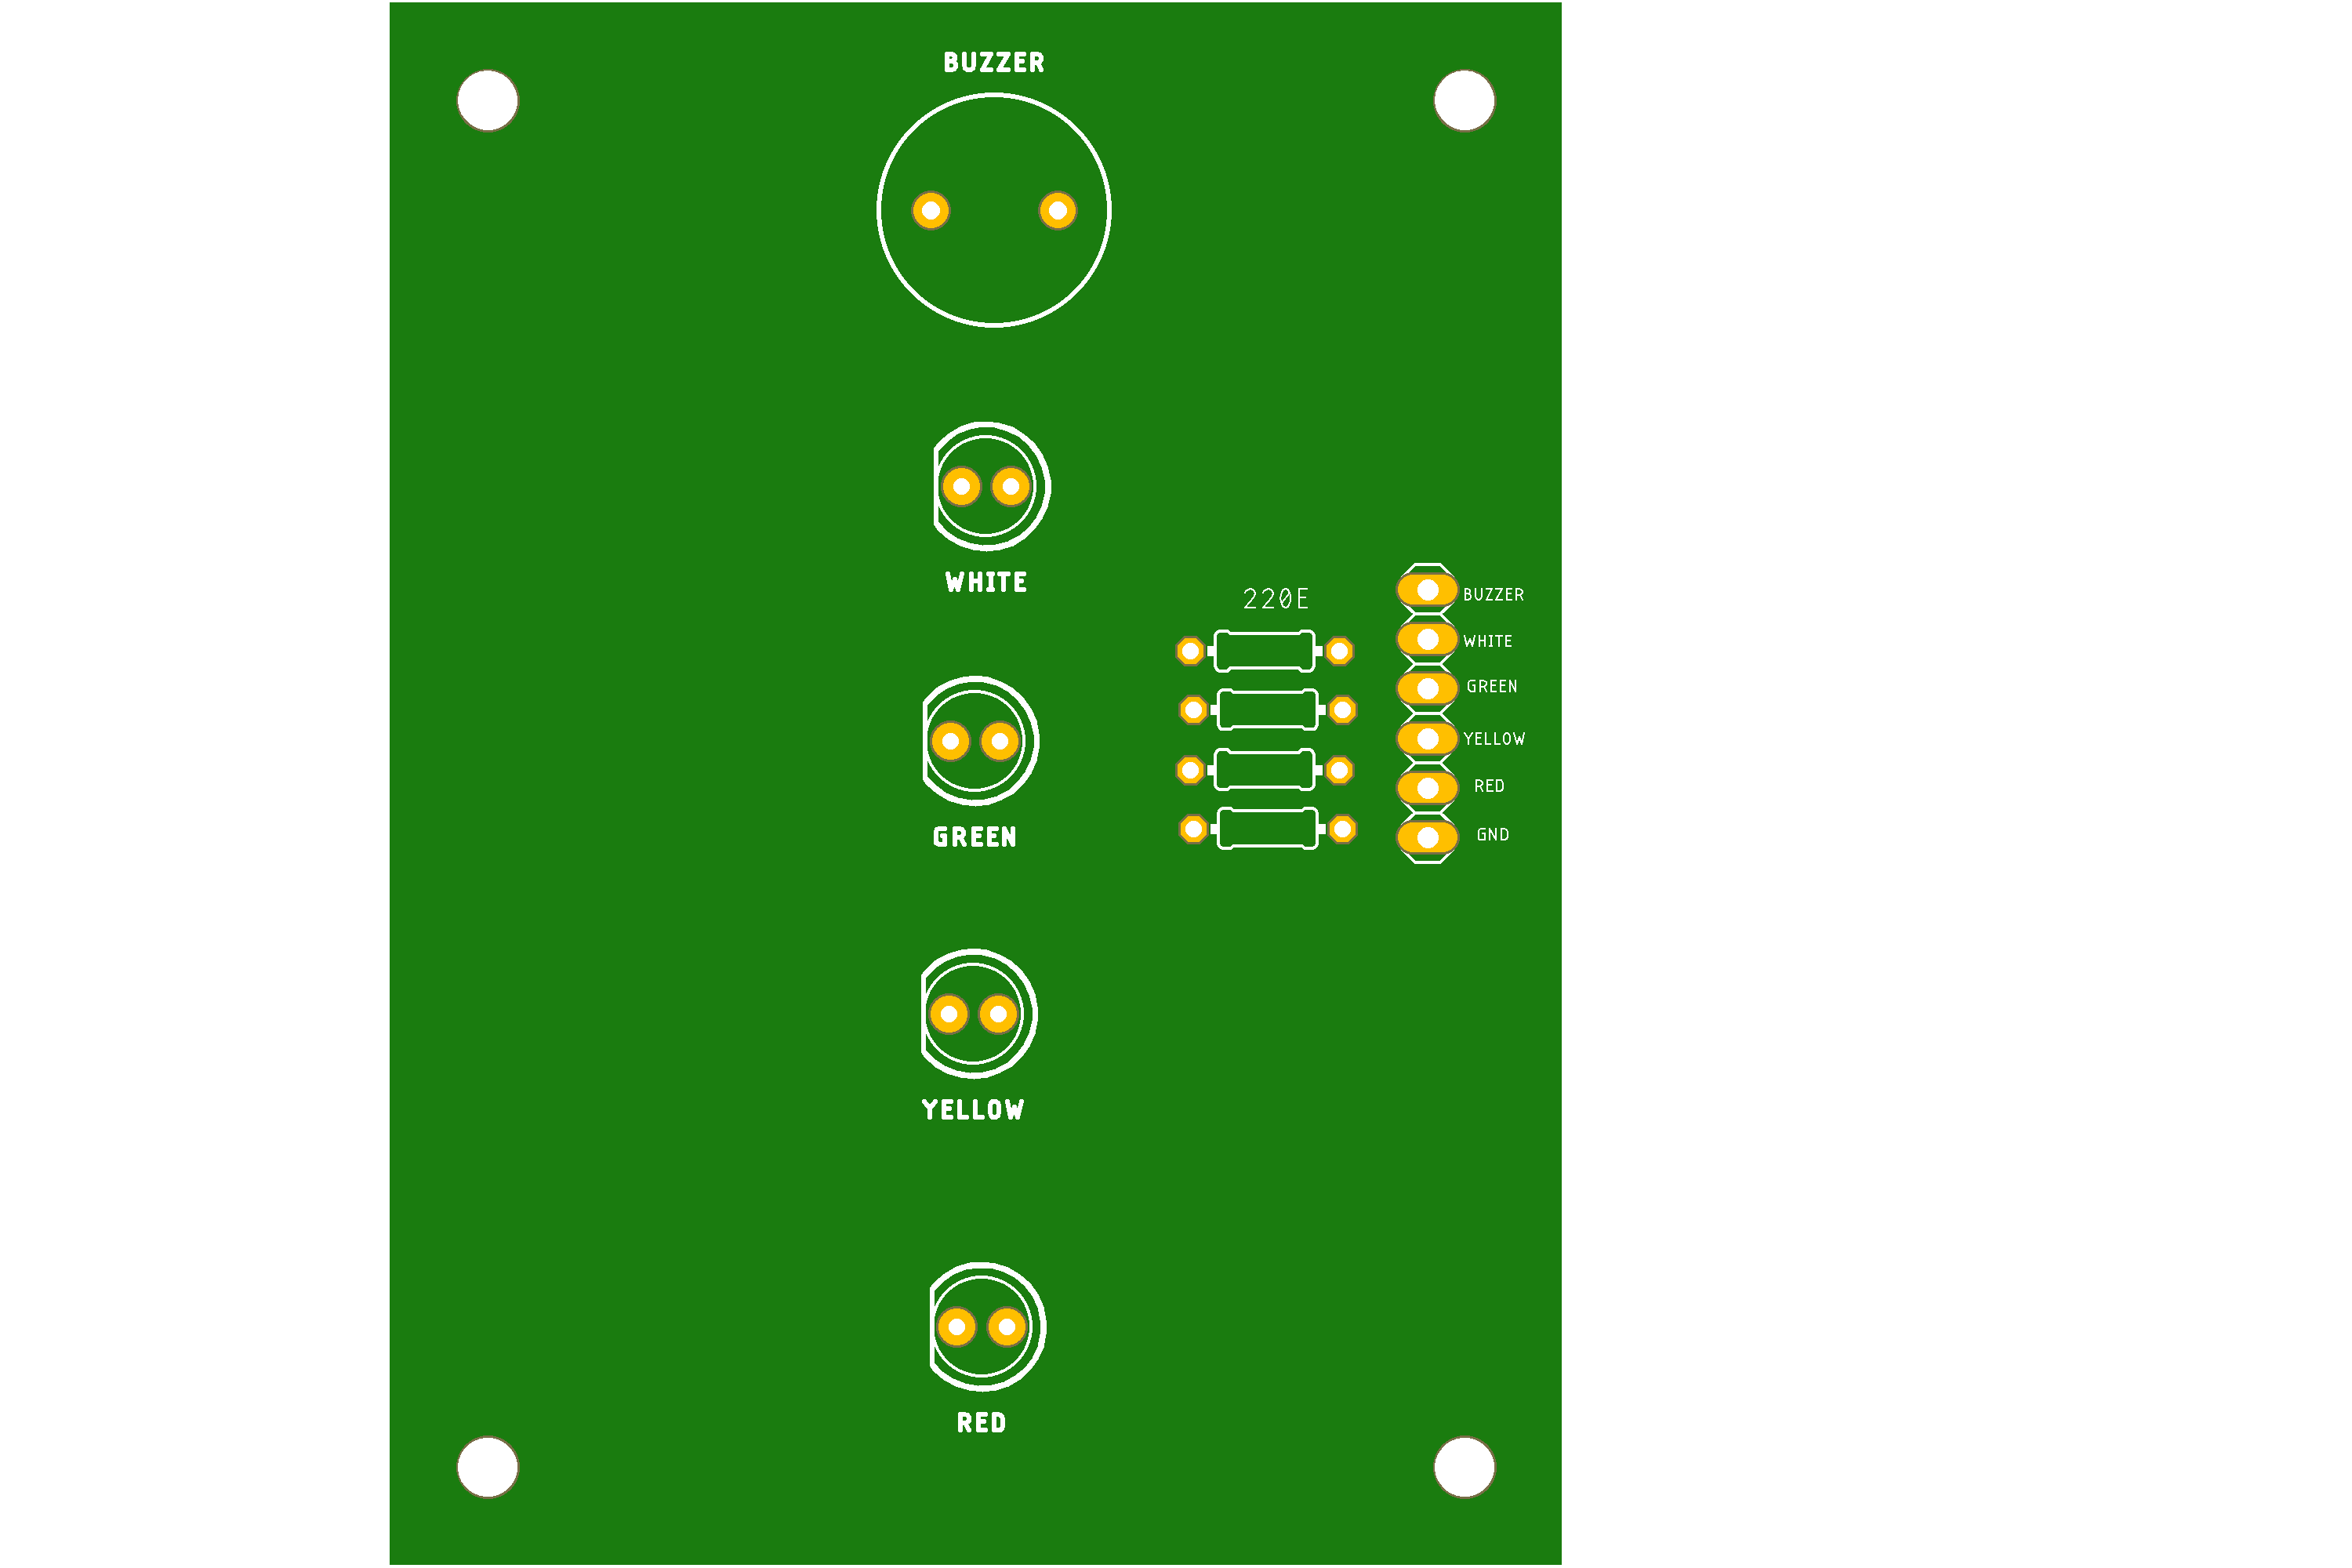 BUZZER
WHITE
220E
BUZZER
WHITE
GREEN
YELLOW
RED
GND
GREEN
YELLOW
RED